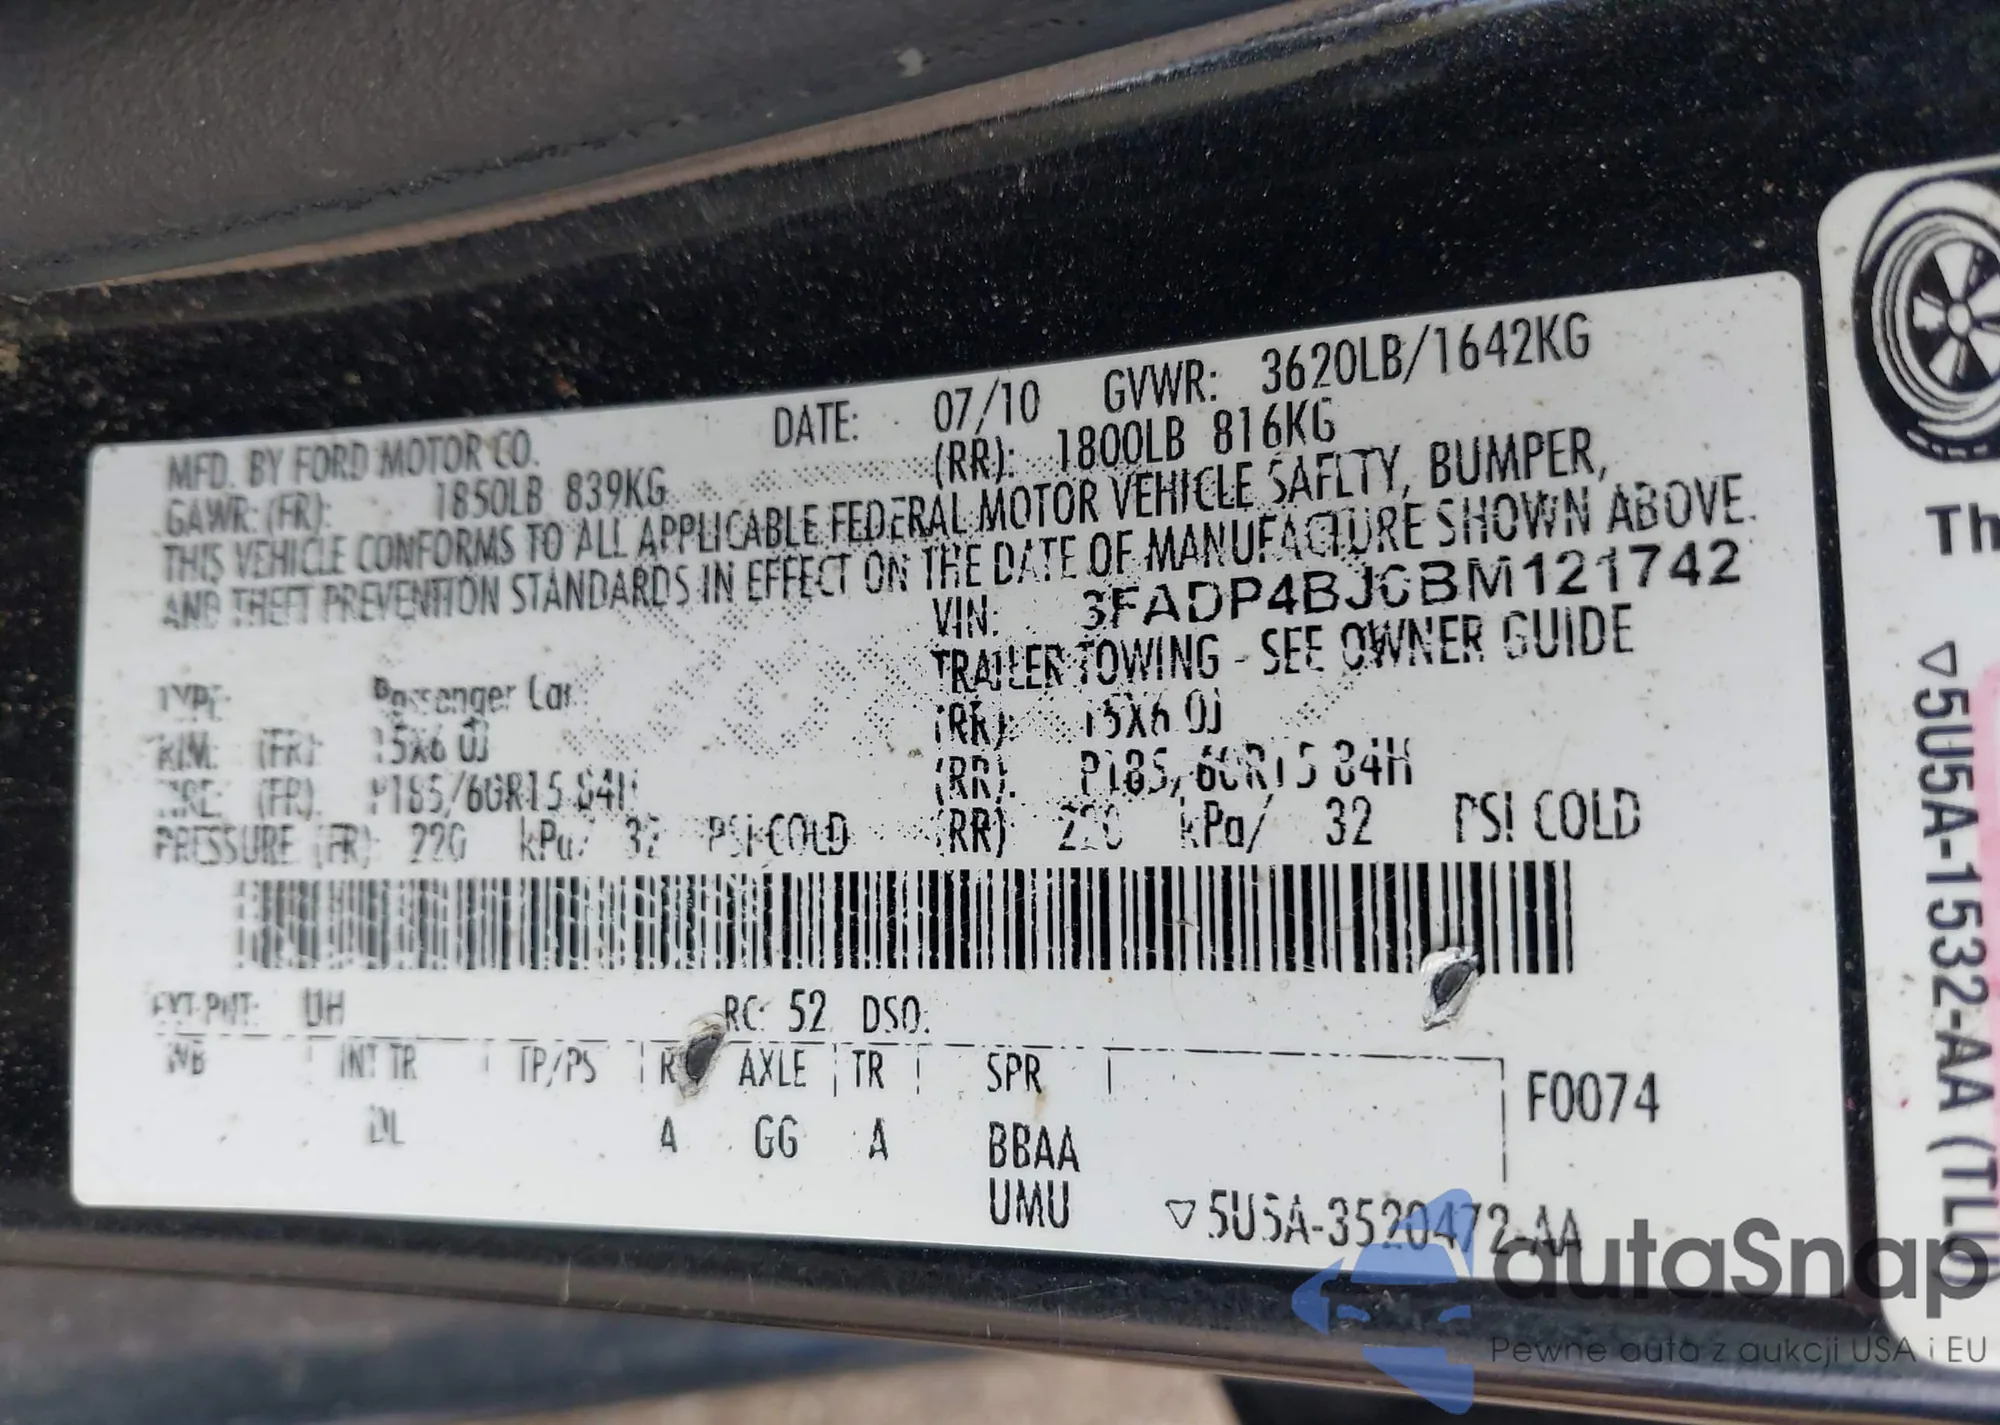 MFD. BY FORD MOTOR CO. DATE: 07/10 GVWR: 3620LB/1642KG
GAWR: (FR): 1850LB 839KG (RR): 1800LB 816KG
THIS VEHICLE CONFORMS TO ALL APPLICABLE FEDERAL MOTOR VEHICLE SAFETY, BUMPER,
AND THEFT PREVENTION STANDARDS IN EFFECT ON THE DATE OF MANUFACTURE SHOWN ABOVE.
VIN: 3FADP4BJ BM121742
TRAILER TOWING - SEE OWNER GUIDE
TYPE: Passenger Car
RIM: (FR): 15X6.0J (RR): 15X6.0J
TIRE: (FR): P185/60R15 84H (RR): P185/60R15 84H
PRESSURE (FR): 220 kPa/ 32 PSI COLD (RR): 220 kPa/ 32 PSI COLD
EXT PNT: UH RC: 52 DSO:
WB INT TR TP/PS R AXLE TR SPR F0074
DL A GG A BBAA
UMU ▽5U5A-3520472-AA
Th
▽5U5A-1532-AA (TLU
autaSnap
Pewne auta z aukcji USA i EU